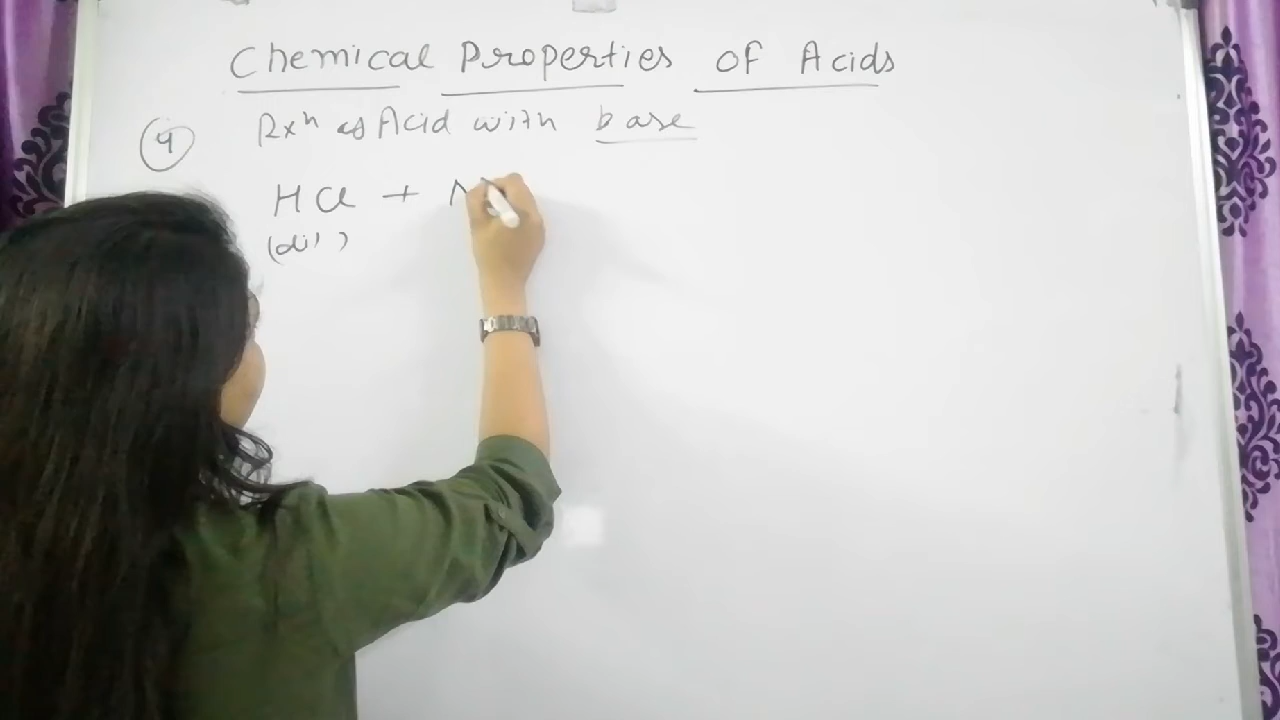 Chemical Properties of Acids
4 Rxn of Acid with base
HCl + N
(dil)